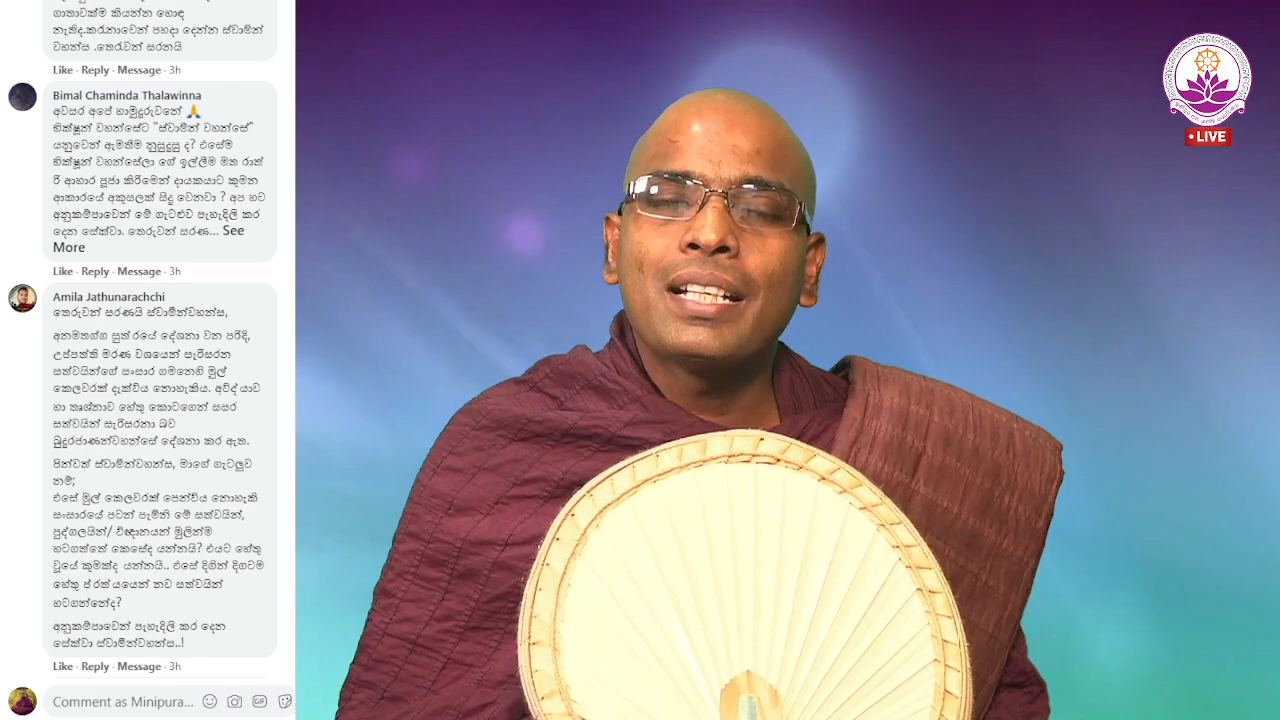 ගාතාවක්ම කියන්න හොඳ
නැතිද.කරැනාවෙන් පහදා දෙන්න ස්වාමින්
වහන්ස .තෙරැවන් සරනයි
Like · Reply · Message · 3h
Bimal Chaminda Thalawinna
අවසර අපේ හාමුදුරුවනේ 🙏
භික්ෂූන් වහන්සේට "ස්වාමීන් වහන්සේ"
යනුවෙන් ඇමතීම නුසුදුසු ද? එසේම
භික්ෂූන් වහන්සේලා ගේ ඉල්ලීම මත රාත්
රී ආහාර පූජා කිරීමෙන් දායකයාට කුමන
ආකාරයේ අකුසලක් සිදු වෙනවා ? අප හට
අනුකම්පාවෙන් මේ ගැටළුව පැහැදිලි කර
දෙන සේක්වා. තෙරුවන් සරණ... See
More
Like · Reply · Message · 3h
Amila Jathunarachchi
තෙරුවන් සරණයි ස්වාමින්වහන්ස,
අනමතග්ග සුත් රයේ දේශනා වන පරිදි,
උප්පත්ති මරණ වශයෙන් සැරිසරන
සත්වයින්ගේ සංසාර ගමනෙහි මුල්
කෙලවරක් දැක්විය නොහැකිය. අවිද් යාව
හා තෘශ්නාව හේතු කොටගෙන් සසර
සත්වයින් සැරිසරනා බව
බුදුරජාණන්වහන්සේ දේශනා කර ඇත.
පින්වත් ස්වාමින්වහන්ස, මාගේ ගැටලුව
නම්;
එසේ මුල් කෙලවරක් පෙන්විය නොහැකි
සංසාරයේ පටන් පැමිනි මේ සත්වයින්,
පුද්ගලයින්/ විඥානයන් මුලින්ම
හටගත්තේ කෙසේද යන්නයි? එයට හේතු
වූයේ කුමක්ද යන්නයි.. එසේ දිගින් දිගටම
හේතු ප් රත් යයෙන් නව සත්වයින්
හටගන්නේද?
අනුකම්පාවෙන් පැහැදිලි කර දෙන
සේක්වා ස්වාමින්වහන්ස..!
Like · Reply · Message · 3h
Comment as Minipura...
GIF
LIVE